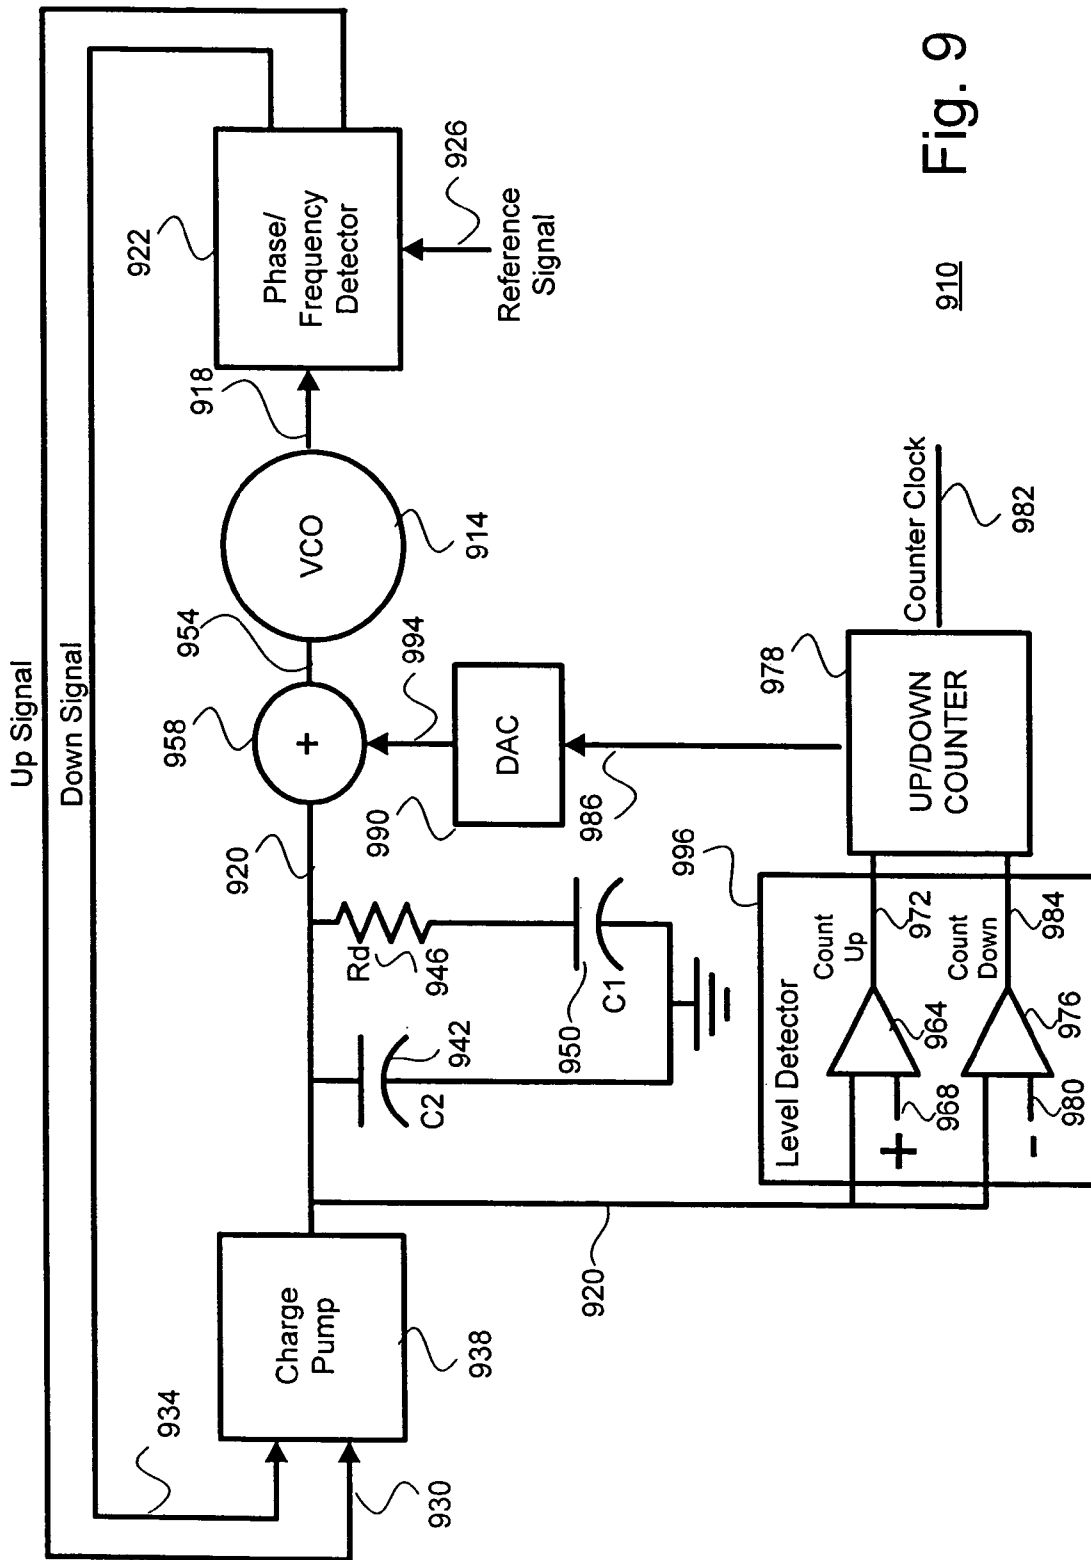 Up Signal
Down Signal
934
930
Charge
Pump
938
920
C2
942
Rd
946
950
C1
920
958
+
954
VCO
914
918
922
Phase/
Frequency
Detector
926
Reference
Signal
994
DAC
990
986
996
Level Detector
+
968
-
980
964
976
Count
Up
972
Count
Down
984
978
UP/DOWN
COUNTER
Counter Clock
982
910
Fig. 9